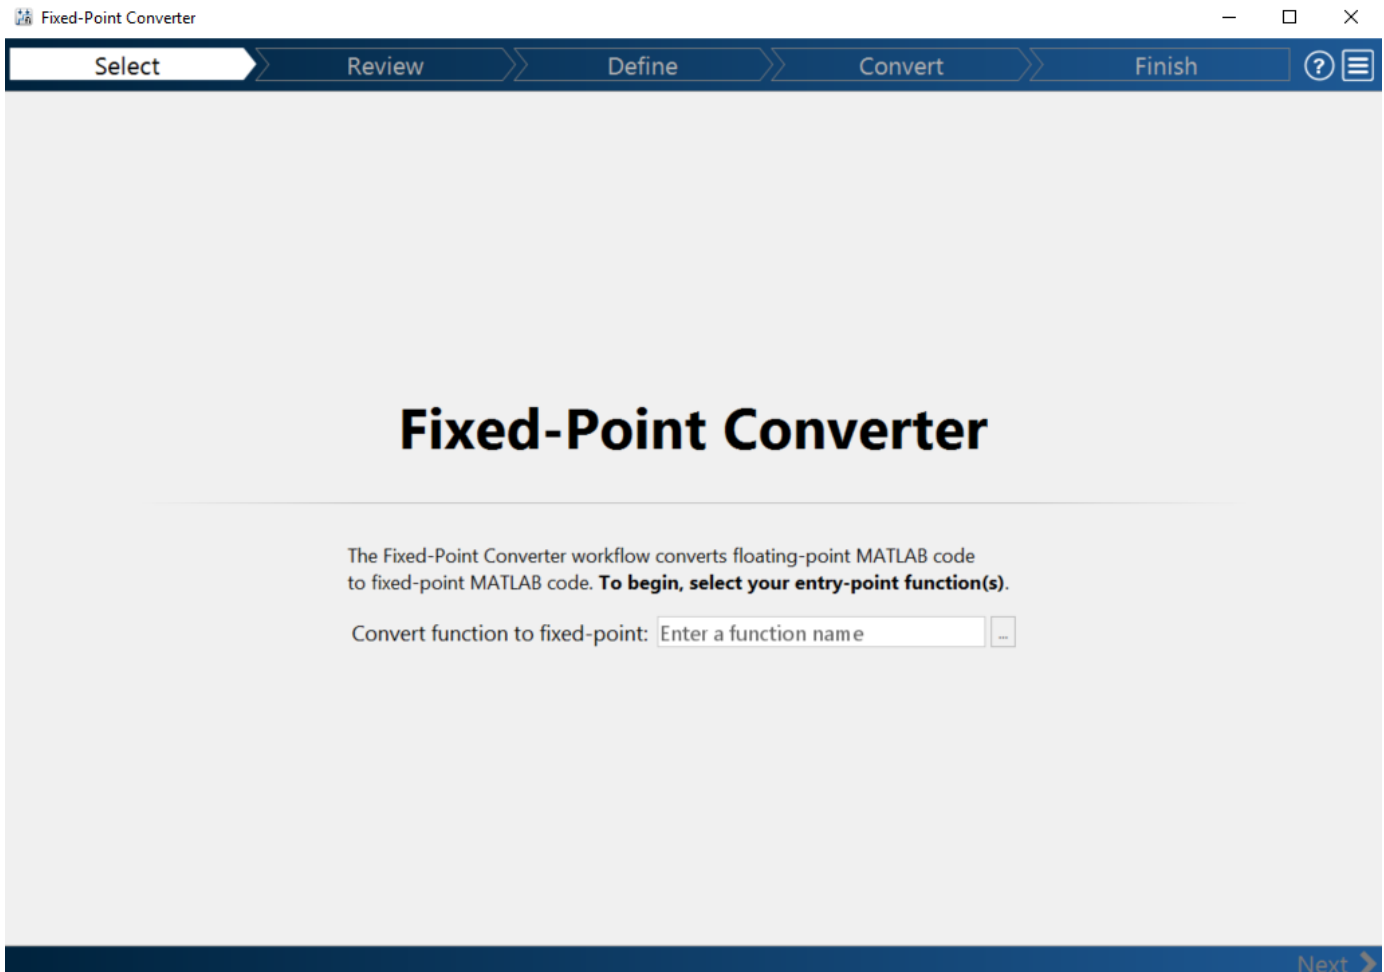 Fixed-Point Converter
Select
Review
Define
Convert
Finish
?
Fixed-Point Converter
The Fixed-Point Converter workflow converts floating-point MATLAB code
to fixed-point MATLAB code. To begin, select your entry-point function(s).
Convert function to fixed-point: Enter a function name ...
Next